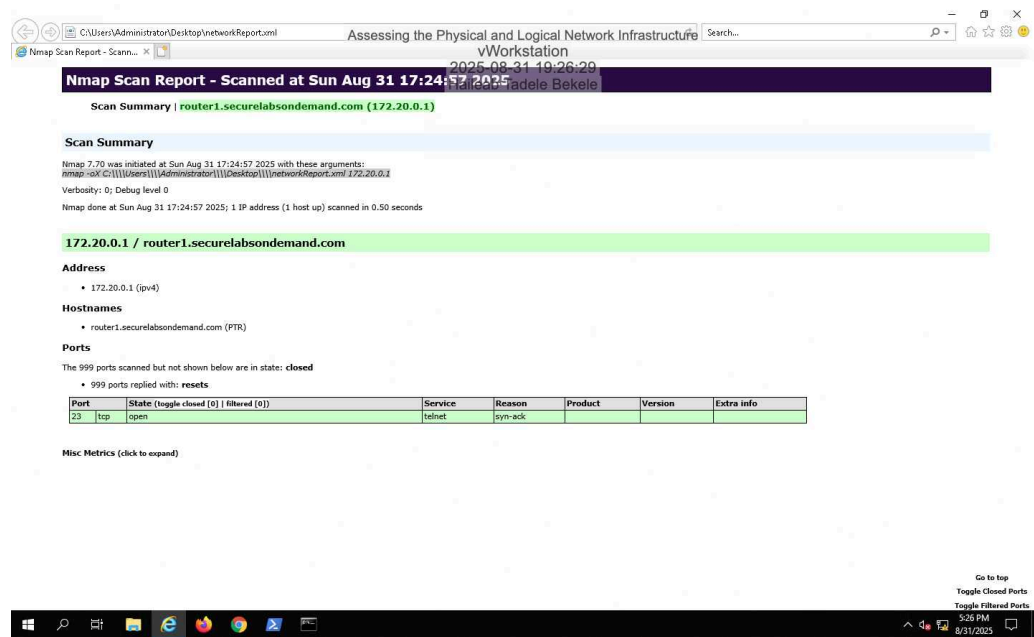 C:\Users\Administrator\Desktop\networkReport.xml
Search...
Nmap Scan Report - Scann...
Assessing the Physical and Logical Network Infrastructure
vWorkstation
2025-08-31 19:26:29
Haileab Tadele Bekele
Nmap Scan Report - Scanned at Sun Aug 31 17:24:57 2025
Scan Summary | router1.securelabsondemand.com (172.20.0.1)
Scan Summary
Nmap 7.70 was initiated at Sun Aug 31 17:24:57 2025 with these arguments:
nmap -oX C:\\\\Users\\\\Administrator\\\\Desktop\\\\networkReport.xml 172.20.0.1
Verbosity: 0; Debug level 0
Nmap done at Sun Aug 31 17:24:57 2025; 1 IP address (1 host up) scanned in 0.50 seconds
172.20.0.1 / router1.securelabsondemand.com
Address
• 172.20.0.1 (ipv4)
Hostnames
• router1.securelabsondemand.com (PTR)
Ports
The 999 ports scanned but not shown below are in state: closed
• 999 ports replied with: resets
Port State (toggle closed [0] | filtered [0]) Service Reason Product Version Extra info
23 tcp open telnet syn-ack
Misc Metrics (click to expand)
Go to top
Toggle Closed Ports
Toggle Filtered Ports
5:26 PM
8/31/2025